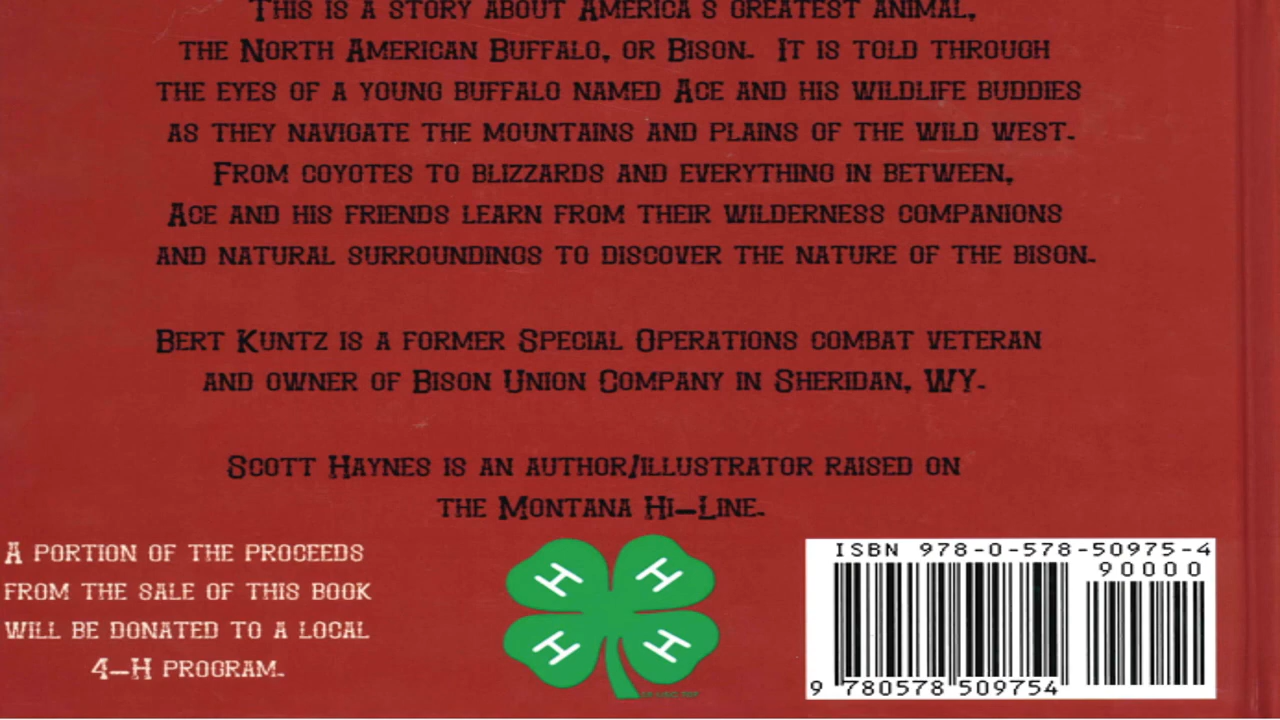 This is a story about America's greatest animal,
the North American Buffalo, or Bison. It is told through
the eyes of a young buffalo named Ace and his wildlife buddies
as they navigate the mountains and plains of the wild west.
From coyotes to blizzards and everything in between,
Ace and his friends learn from their wilderness companions
and natural surroundings to discover the nature of the bison.
Bert Kuntz is a former Special Operations combat veteran
and owner of Bison Union Company in Sheridan, WY.
Scott Haynes is an author/illustrator raised on
the Montana Hi-Line.
A portion of the proceeds
from the sale of this book
will be donated to a local
4-H program.
H H
H H
ISBN 978-0-578-50975-4
90000
9 780578 509754